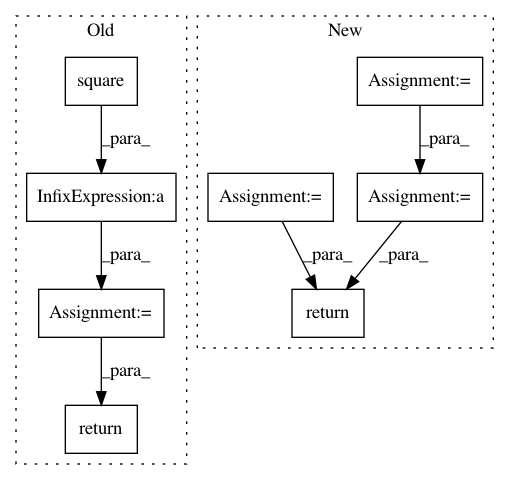 Old
New
square
Assignment:=
_para_
_para_
InfixExpression:a
Assignment:=
Assignment:=
_para_
_para_
_para_
Assignment:=
return
_para_
return